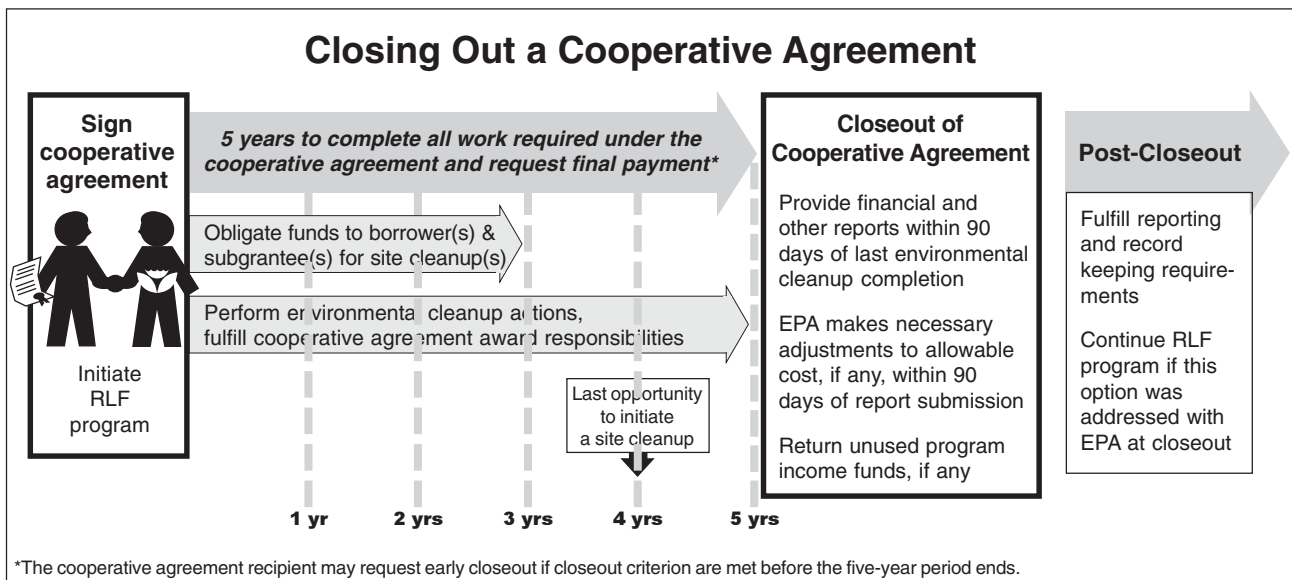 Closing Out a Cooperative Agreement
Sign
cooperative
agreement
Initiate
RLF
program
5 years to complete all work required under the
cooperative agreement and request final payment*
Obligate funds to borrower(s) &
subgrantee(s) for site cleanup(s)
Perform environmental cleanup actions,
fulfill cooperative agreement award responsibilities
Last opportunity
to initiate
a site cleanup
1 yr
2 yrs
3 yrs
4 yrs
5 yrs
Closeout of
Cooperative Agreement
Provide financial and
other reports within 90
days of last environmental
cleanup completion
EPA makes necessary
adjustments to allowable
cost, if any, within 90
days of report submission
Return unused program
income funds, if any
Post-Closeout
Fulfill reporting
and record
keeping require-
ments
Continue RLF
program if this
option was
addressed with
EPA at closeout
*The cooperative agreement recipient may request early closeout if closeout criterion are met before the five-year period ends.